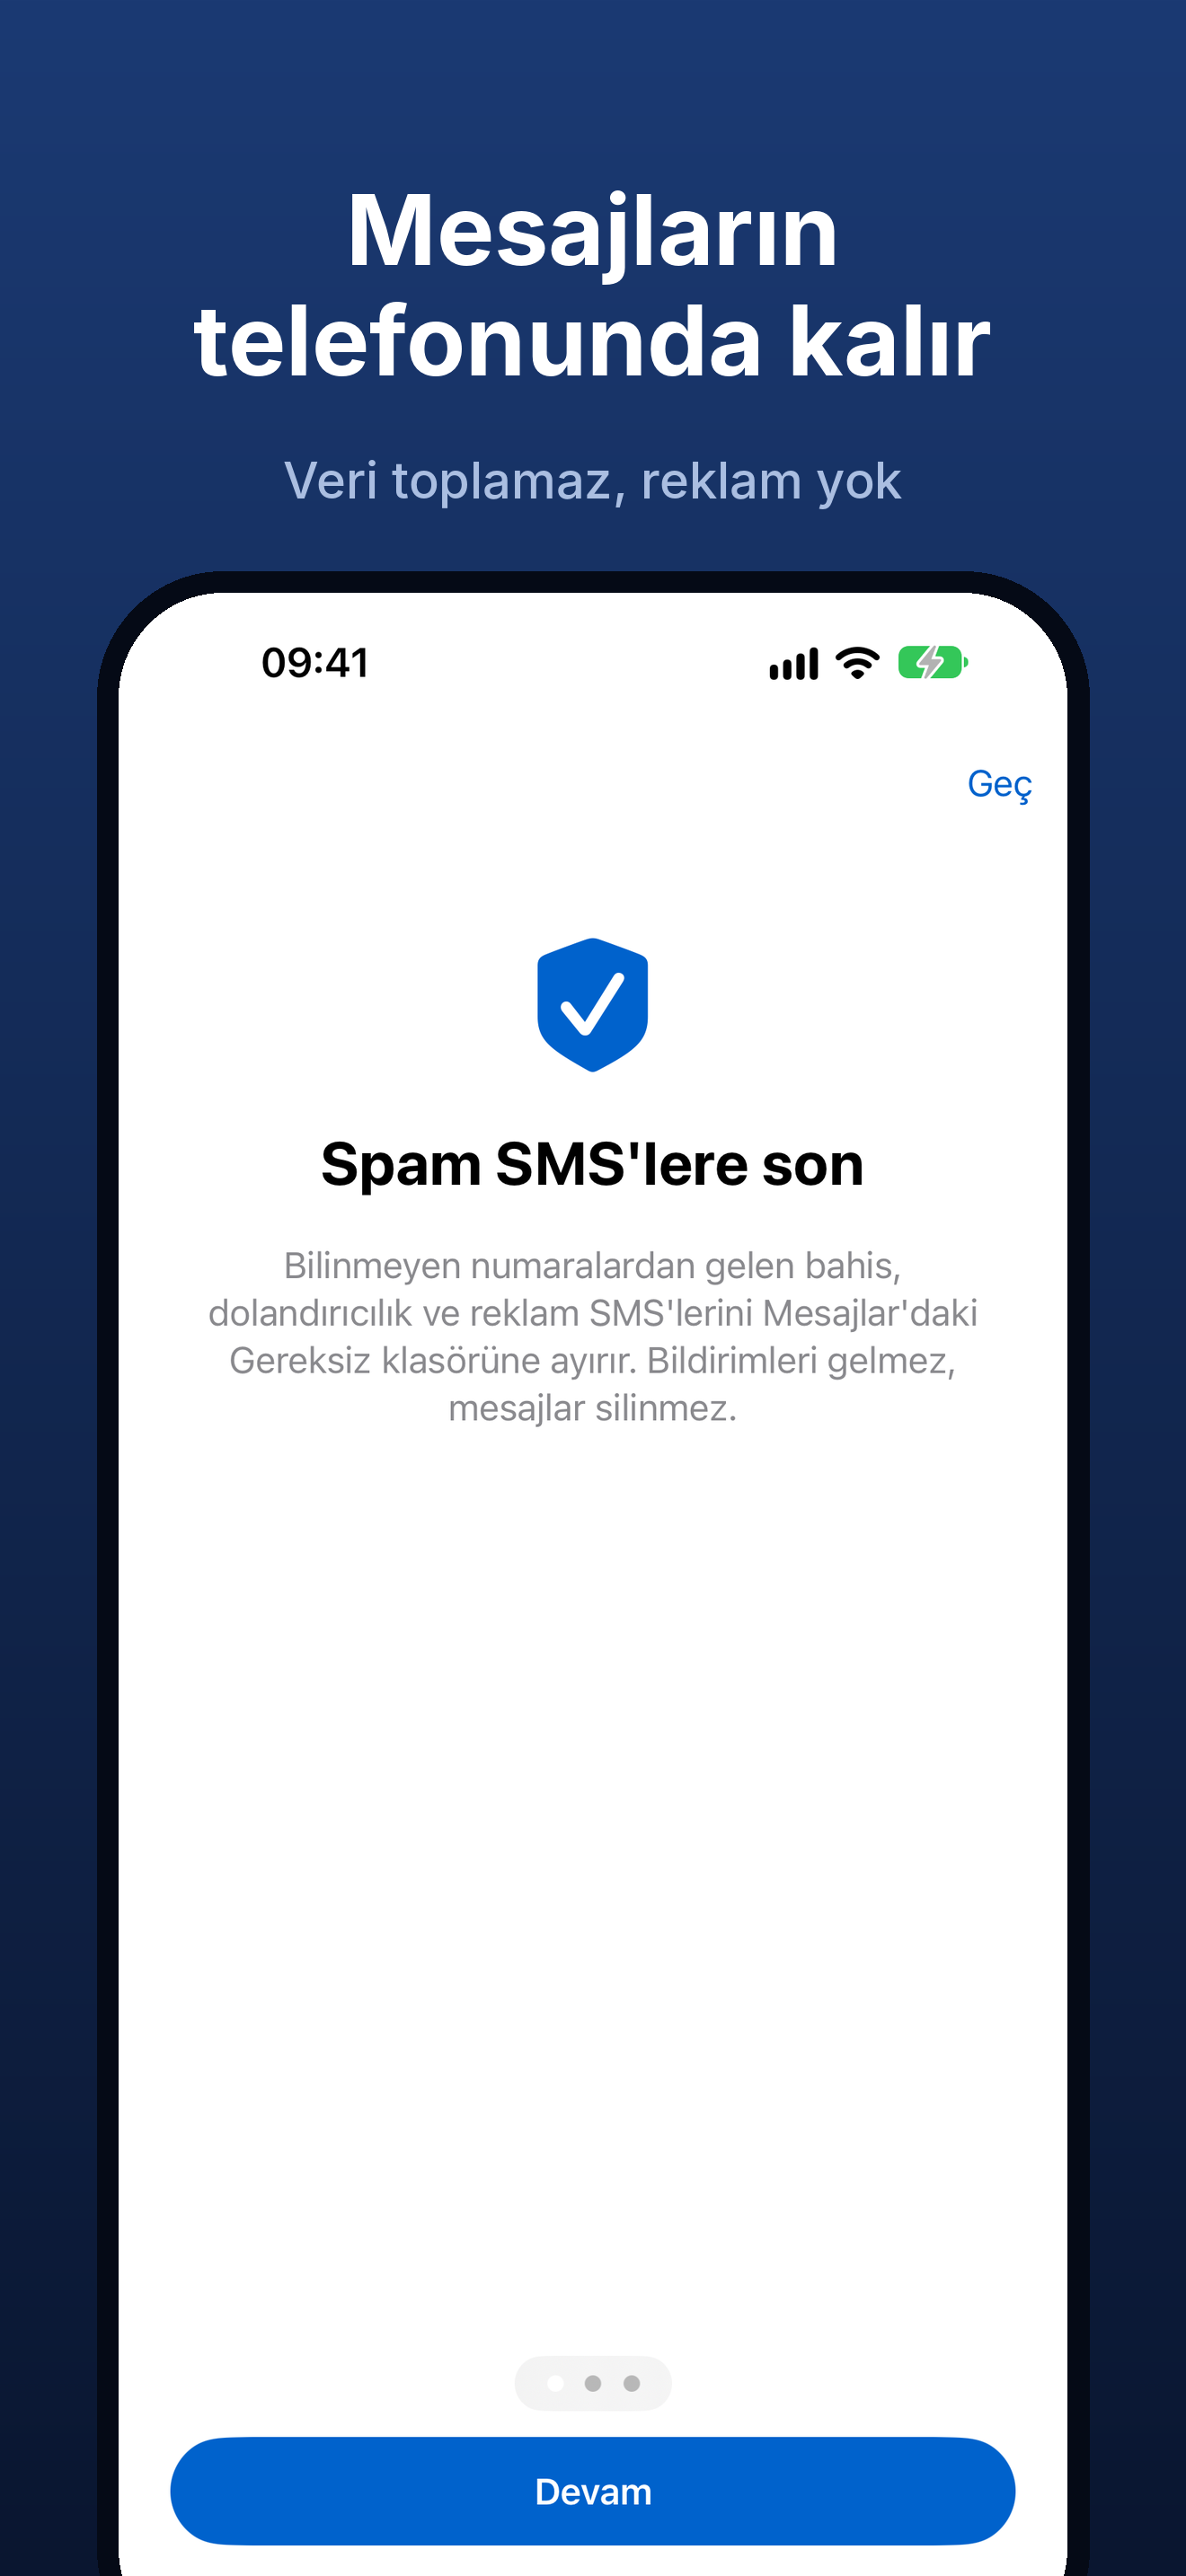 Mesajların
telefonunda kalır
Veri toplamaz, reklam yok
09:41
Geç
Spam SMS'lere son
Bilinmeyen numaralardan gelen bahis,
dolandırıcılık ve reklam SMS'lerini Mesajlar'daki
Gereksiz klasörüne ayırır. Bildirimleri gelmez,
mesajlar silinmez.
Devam